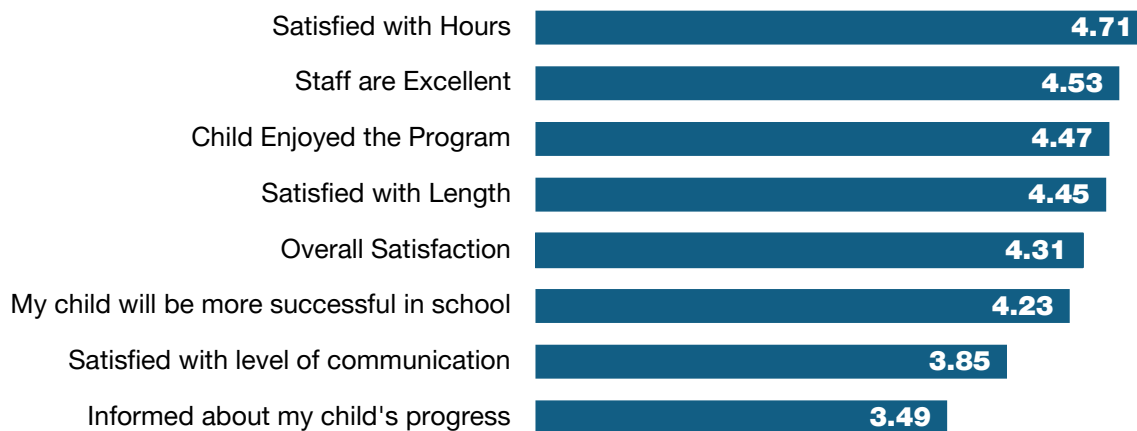 Satisfied with Hours 4.71
Staff are Excellent 4.53
Child Enjoyed the Program 4.47
Satisfied with Length 4.45
Overall Satisfaction 4.31
My child will be more successful in school 4.23
Satisfied with level of communication 3.85
Informed about my child's progress 3.49